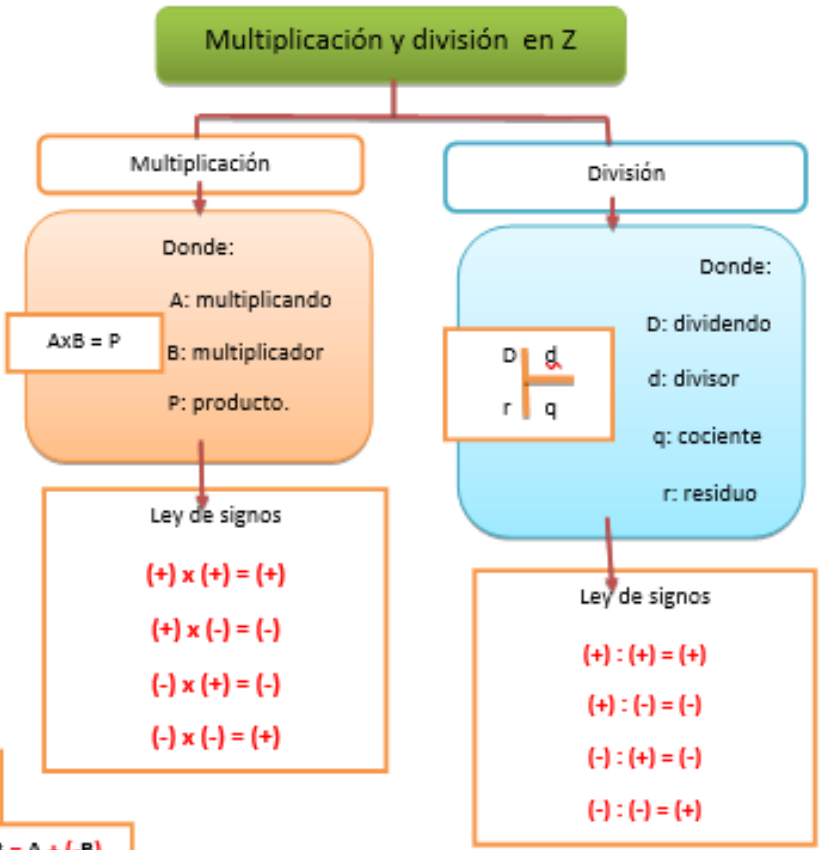 Multiplicación y división en Z
Multiplicación
Donde:
A: multiplicando
AxB = P
B: multiplicador
P: producto.
Ley de signos
(+) x (+) = (+)
(+) x (-) = (-)
(-) x (+) = (-)
(-) x (-) = (+)
División
Donde:
D: dividendo
D d
d: divisor
r q
q: cociente
r: residuo
Ley de signos
(+) : (+) = (+)
(+) : (-) = (-)
(-) : (+) = (-)
(-) : (-) = (+)
= A + (-B)